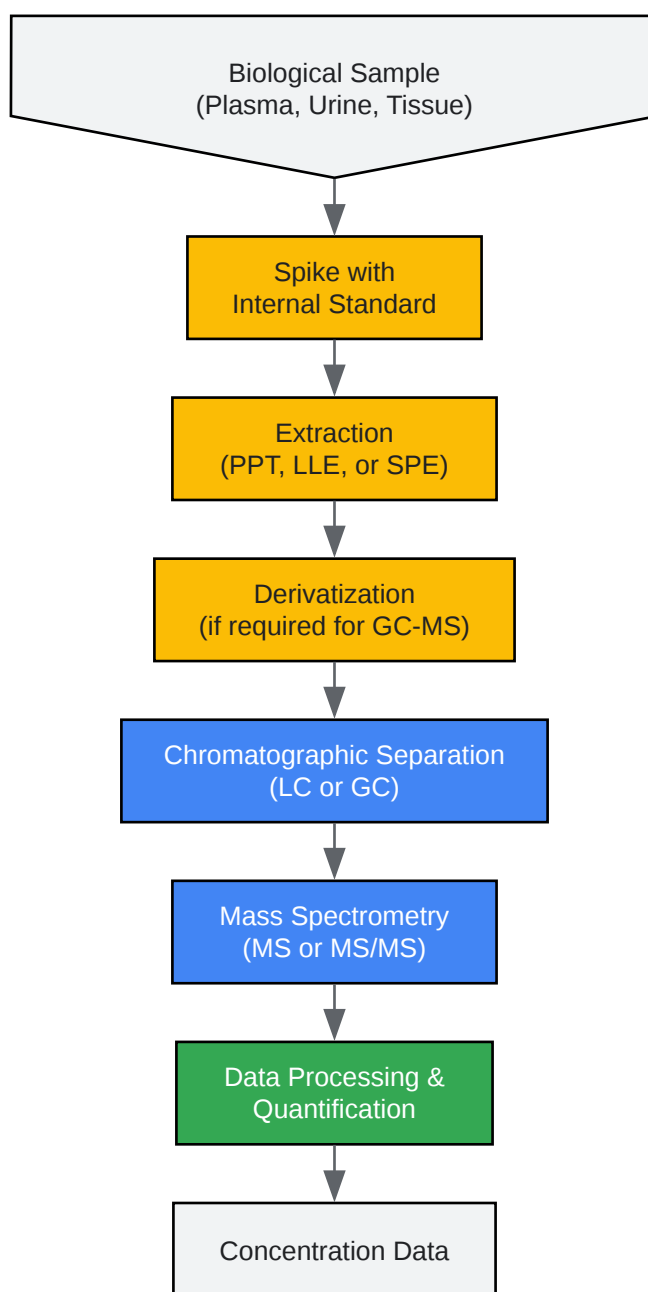 Biological Sample
(Plasma, Urine, Tissue)
Spike with
Internal Standard
Extraction
(PPT, LLE, or SPE)
Derivatization
(if required for GC-MS)
Chromatographic Separation
(LC or GC)
Mass Spectrometry
(MS or MS/MS)
Data Processing &
Quantification
Concentration Data